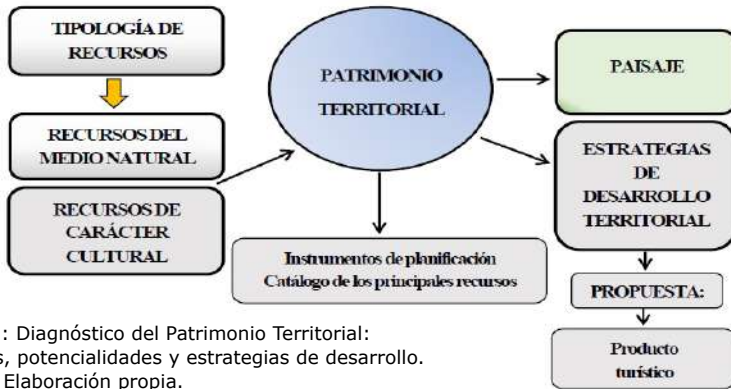 TIPOLOGÍA DE
RECURSOS
RECURSOS DEL
MEDIO NATURAL
RECURSOS DE
CARÁCTER
CULTURAL
PATRIMONIO
TERRITORIAL
Instrumentos de planificación
Catálogo de los principales recursos
PAISAJE
ESTRATEGIAS
DE
DESARROLLO
TERRITORIAL
PROPUESTA:
Producto
turístico
: Diagnóstico del Patrimonio Territorial:
s, potencialidades y estrategias de desarrollo.
Elaboración propia.